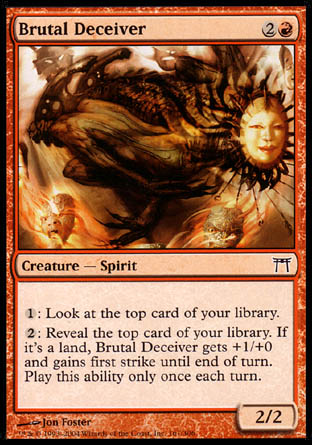 Brutal Deceiver 2
Creature — Spirit
1: Look at the top card of your library.
2: Reveal the top card of your library. If
it's a land, Brutal Deceiver gets +1/+0
and gains first strike until end of turn.
Play this ability only once each turn.
Jon Foster
2/2